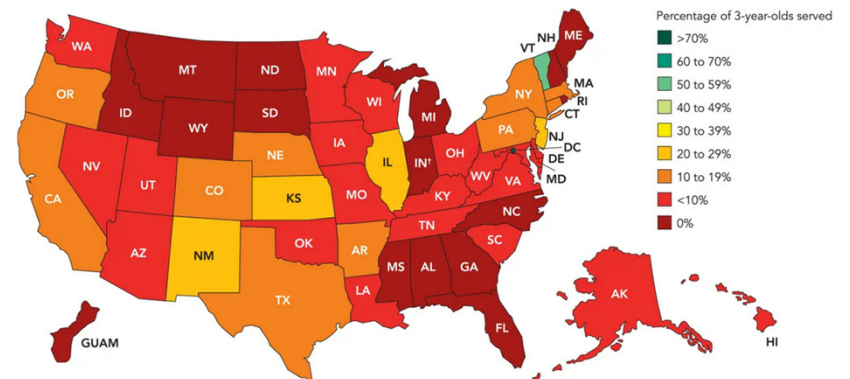 Percentage of 3-year-olds served
>70%
60 to 70%
50 to 59%
40 to 49%
30 to 39%
20 to 29%
10 to 19%
<10%
0%
WA
MT
ND
MN
VT
NH
ME
OR
ID
WY
SD
WI
MI
NY
MA
RI
CT
NV
UT
CO
NE
IA
IL
IN†
OH
PA
NJ
DC
DE
MD
CA
KS
MO
KY
WV
VA
AZ
NM
OK
AR
TN
NC
SC
TX
LA
MS
AL
GA
FL
GUAM
AK
HI